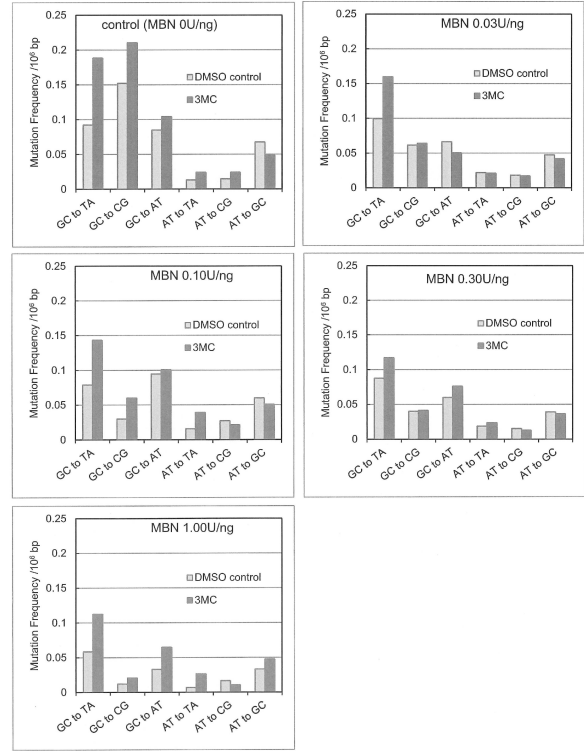 control (MBN 0U/ng)
Mutation Frequency /10⁶ bp
0.25
0.2
0.15
0.1
0.05
0
DMSO control
3MC
GC to TA
GC to CG
GC to AT
AT to TA
AT to CG
AT to GC
MBN 0.03U/ng
Mutation Frequency /10⁶ bp
0.25
0.2
0.15
0.1
0.05
0
DMSO control
3MC
GC to TA
GC to CG
GC to AT
AT to TA
AT to CG
AT to GC
MBN 0.10U/ng
Mutation Frequency /10⁶ bp
0.25
0.2
0.15
0.1
0.05
0
DMSO control
3MC
GC to TA
GC to CG
GC to AT
AT to TA
AT to CG
AT to GC
MBN 0.30U/ng
Mutation Frequency /10⁶ bp
0.25
0.2
0.15
0.1
0.05
0
DMSO control
3MC
GC to TA
GC to CG
GC to AT
AT to TA
AT to CG
AT to GC
MBN 1.00U/ng
Mutation Frequency /10⁶ bp
0.25
0.2
0.15
0.1
0.05
0
DMSO control
3MC
GC to TA
GC to CG
GC to AT
AT to TA
AT to CG
AT to GC